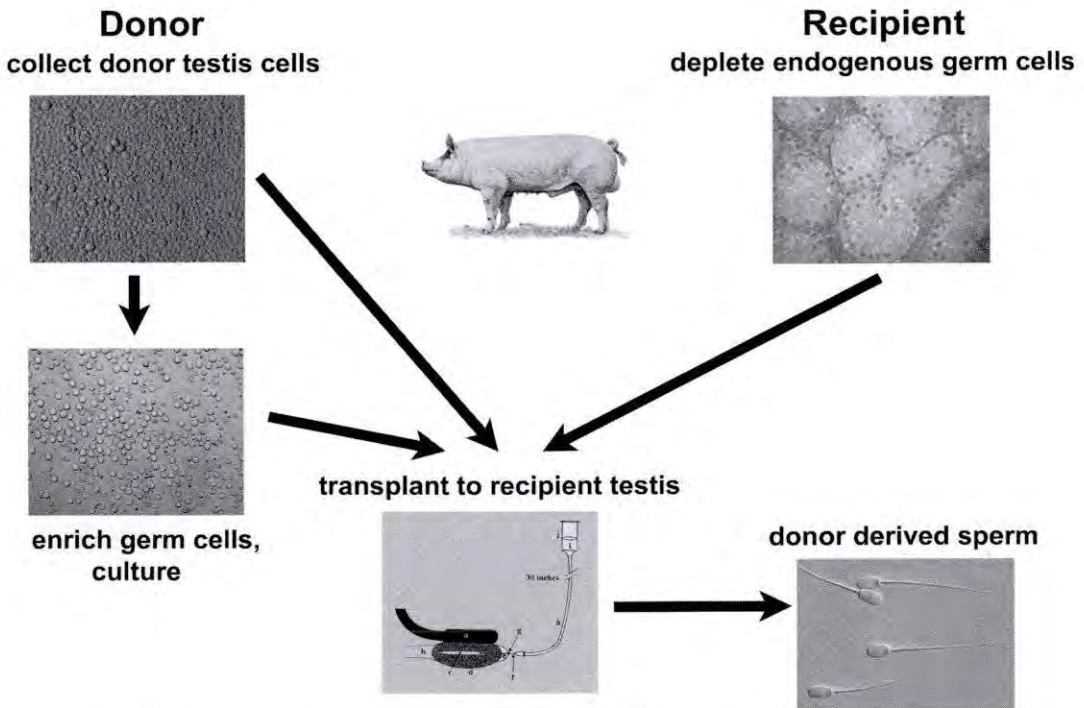 Donor
collect donor testis cells
Recipient
deplete endogenous germ cells
enrich germ cells,
culture
transplant to recipient testis
30 inches
j
i
h
a
g
b
c
d
f
donor derived sperm